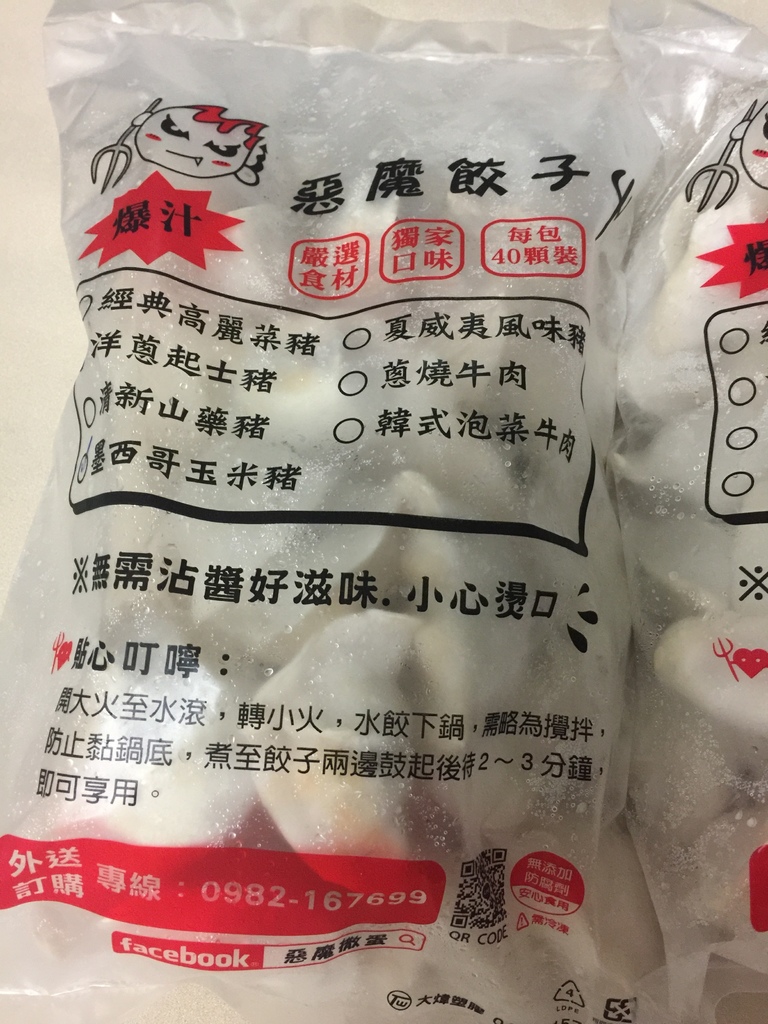 惡魔餃子
爆汁
嚴選
食材
獨家
口味
每包
40顆裝
經典高麗菜豬
洋蔥起士豬
清新山藥豬
墨西哥玉米豬
夏威夷風味豬
蔥燒牛肉
韓式泡菜牛肉
※無需沾醬好滋味.小心燙口
貼心叮嚀：
開大火至水滾，轉小火，水餃下鍋，需略為攪拌，
防止黏鍋底，煮至餃子兩邊鼓起後待2～3分鐘，
即可享用。
外送
訂購
專線：0982-167699
QR CODE
無添加
防腐劑
安心食用
需冷凍
facebook
惡魔微蛋
大煒塑膠
4
LDPE
※